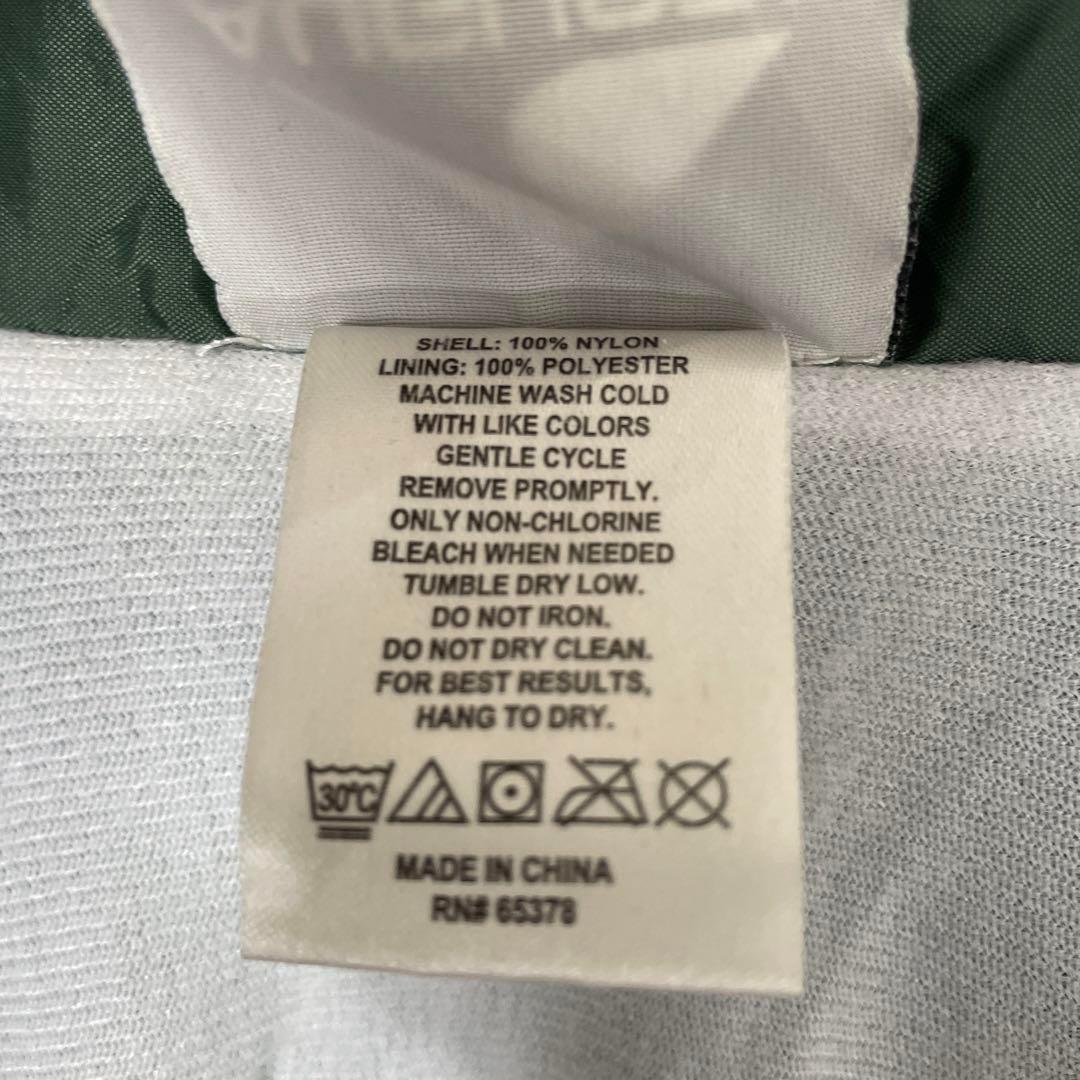 SHELL: 100% NYLON
LINING: 100% POLYESTER
MACHINE WASH COLD
WITH LIKE COLORS
GENTLE CYCLE
REMOVE PROMPTLY.
ONLY NON-CHLORINE
BLEACH WHEN NEEDED
TUMBLE DRY LOW.
DO NOT IRON.
DO NOT DRY CLEAN.
FOR BEST RESULTS,
HANG TO DRY.
30°C
MADE IN CHINA
RN# 65378